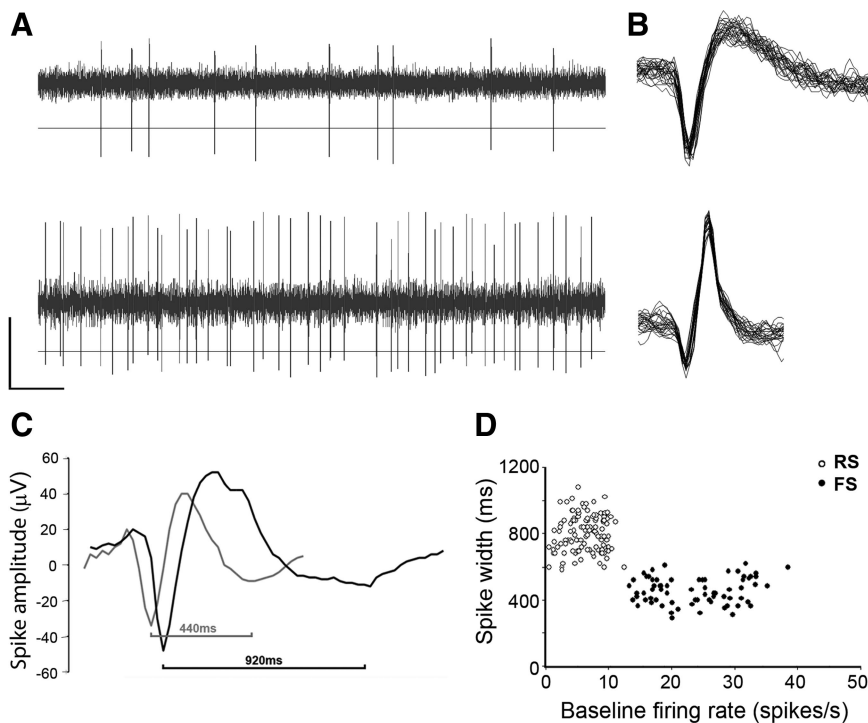 A
B
C
60
40
20
0
-20
-40
-60
Spike amplitude (μV)
440ms
920ms
D
RS
FS
1200
800
400
0
Spike width (ms)
0 10 20 30 40 50
Baseline firing rate (spikes/s)